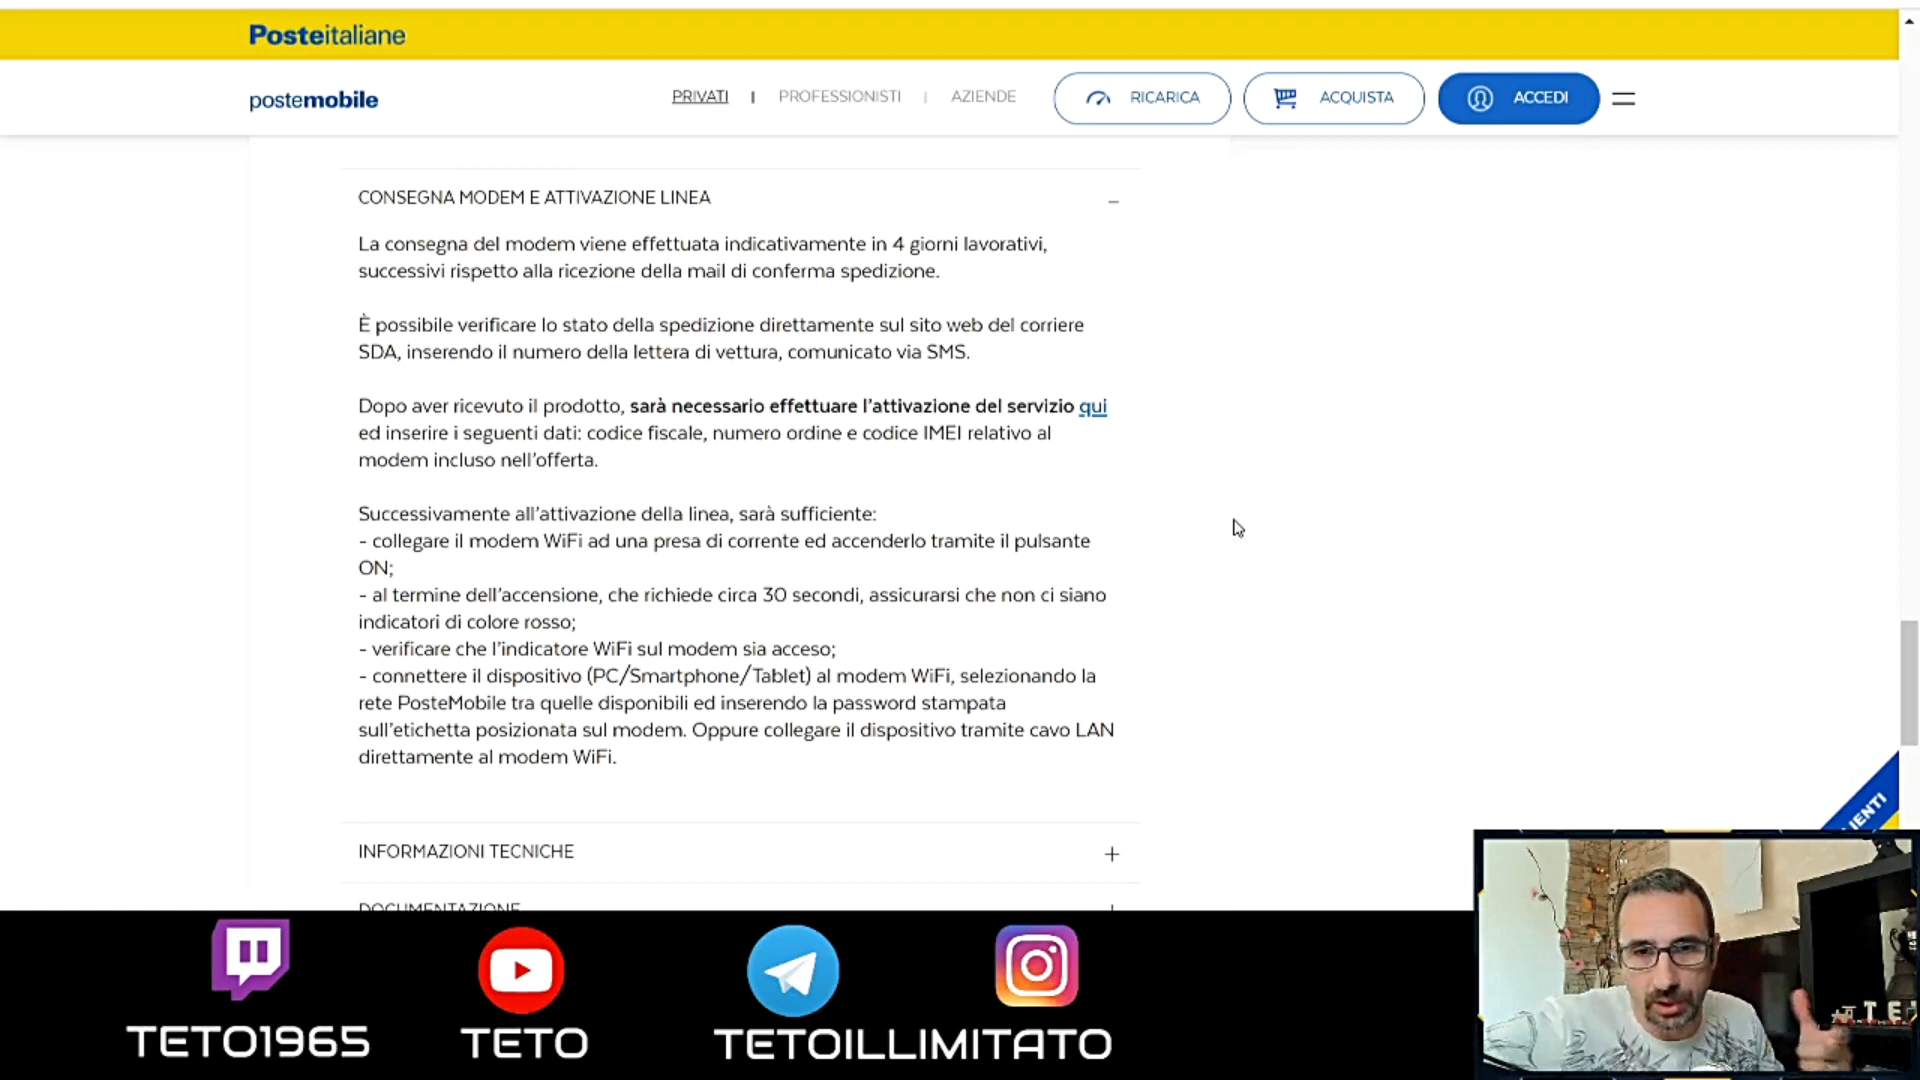 Posteitaliane
postemobile
PRIVATI | PROFESSIONISTI | AZIENDE
RICARICA
ACQUISTA
ACCEDI
CONSEGNA MODEM E ATTIVAZIONE LINEA
La consegna del modem viene effettuata indicativamente in 4 giorni lavorativi,
successivi rispetto alla ricezione della mail di conferma spedizione.
È possibile verificare lo stato della spedizione direttamente sul sito web del corriere
SDA, inserendo il numero della lettera di vettura, comunicato via SMS.
Dopo aver ricevuto il prodotto, sarà necessario effettuare l'attivazione del servizio qui
ed inserire i seguenti dati: codice fiscale, numero ordine e codice IMEI relativo al
modem incluso nell'offerta.
Successivamente all'attivazione della linea, sarà sufficiente:
- collegare il modem WiFi ad una presa di corrente ed accenderlo tramite il pulsante
ON;
- al termine dell'accensione, che richiede circa 30 secondi, assicurarsi che non ci siano
indicatori di colore rosso;
- verificare che l'indicatore WiFi sul modem sia acceso;
- connettere il dispositivo (PC/Smartphone/Tablet) al modem WiFi, selezionando la
rete PosteMobile tra quelle disponibili ed inserendo la password stampata
sull'etichetta posizionata sul modem. Oppure collegare il dispositivo tramite cavo LAN
direttamente al modem WiFi.
INFORMAZIONI TECNICHE
DOCUMENTAZIONE
IENTI
TETO1965
TETO
TETOILLIMITATO